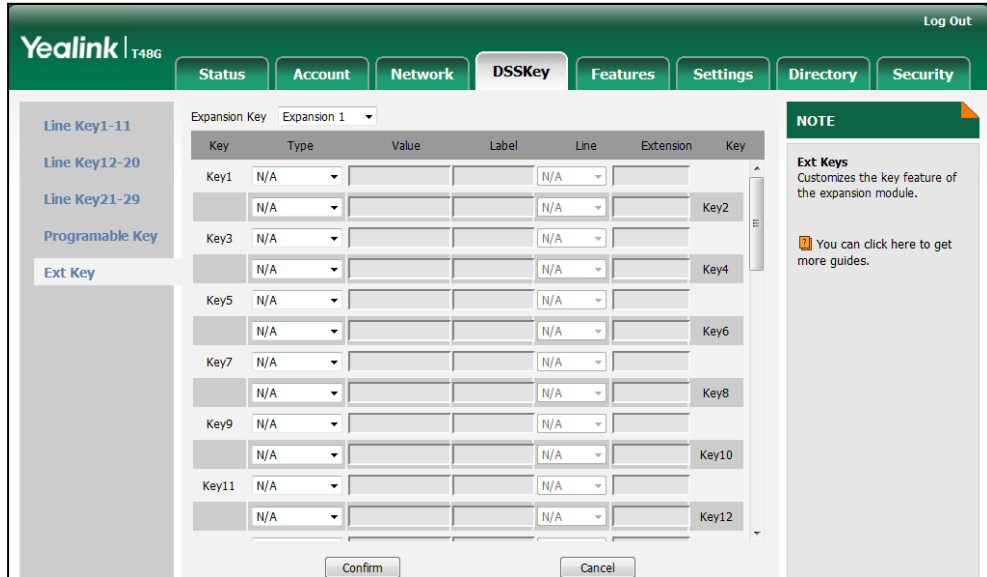 Log Out
Yealink T48G
Status Account Network DSSKey Features Settings Directory Security
Line Key1-11
Line Key12-20
Line Key21-29
Programable Key
Ext Key
Expansion Key Expansion 1
Key Type Value Label Line Extension Key
Key1 N/A N/A
N/A N/A Key2
Key3 N/A N/A
N/A N/A Key4
Key5 N/A N/A
N/A N/A Key6
Key7 N/A N/A
N/A N/A Key8
Key9 N/A N/A
N/A N/A Key10
Key11 N/A N/A
N/A N/A Key12
Confirm Cancel
NOTE
Ext Keys
Customizes the key feature of
the expansion module.
You can click here to get
more guides.